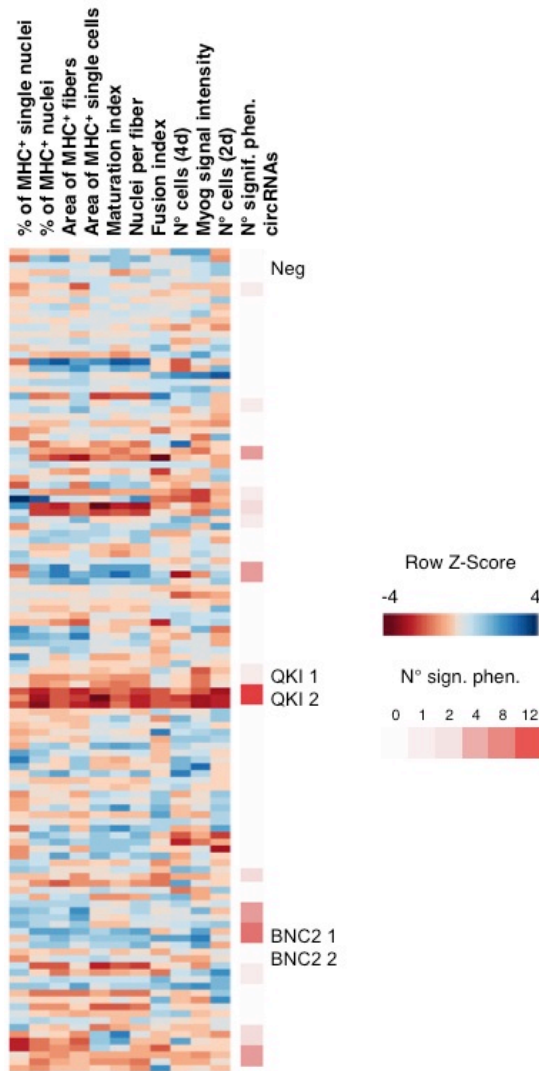 % of MHC⁺ single nuclei
% of MHC⁺ nuclei
Area of MHC⁺ fibers
Area of MHC⁺ single cells
Maturation index
Nuclei per fiber
Fusion index
N° cells (4d)
Myog signal intensity
N° cells (2d)
N° signif. phen.
circRNAs
Neg
Row Z-Score
-4 4
QKI 1
N° sign. phen.
QKI 2
0 1 2 4 8 12
BNC2 1
BNC2 2